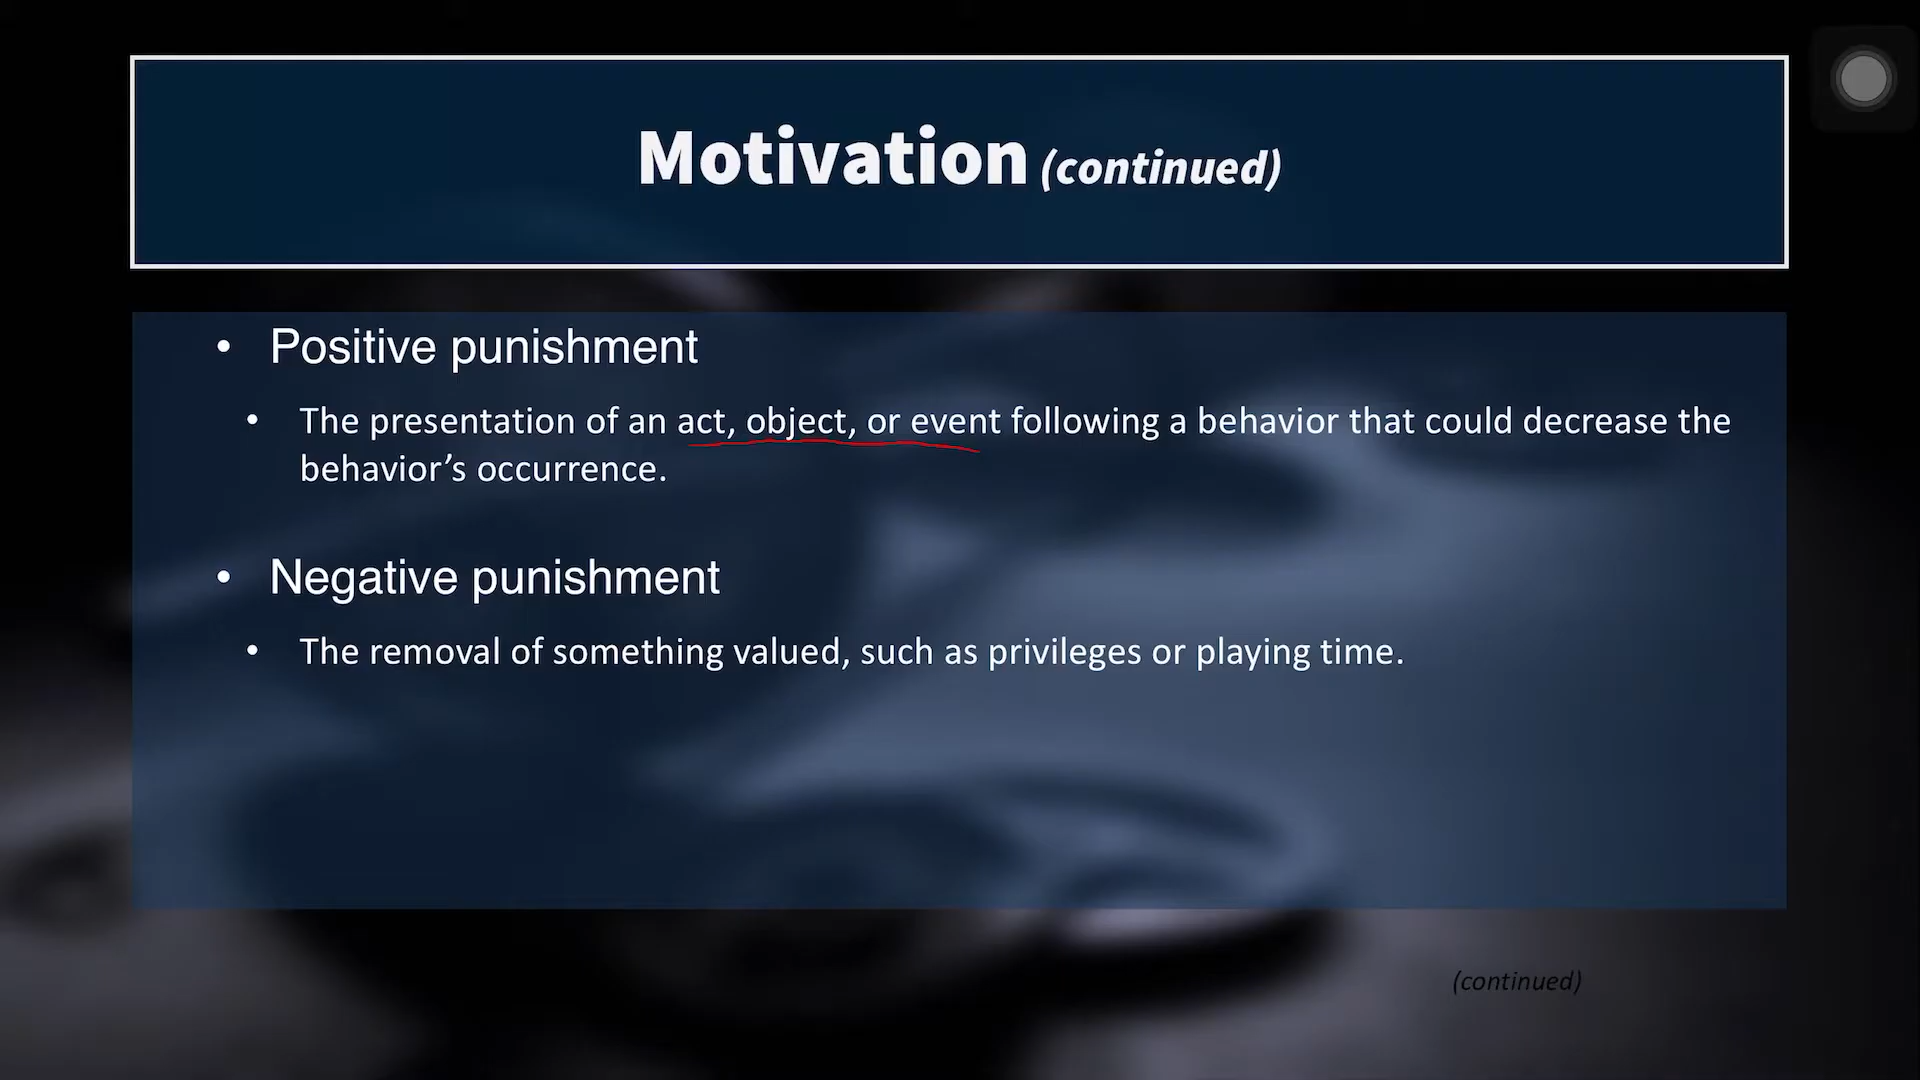 Motivation (continued)
• Positive punishment
• The presentation of an act, object, or event following a behavior that could decrease the
behavior’s occurrence.
• Negative punishment
• The removal of something valued, such as privileges or playing time.
(continued)